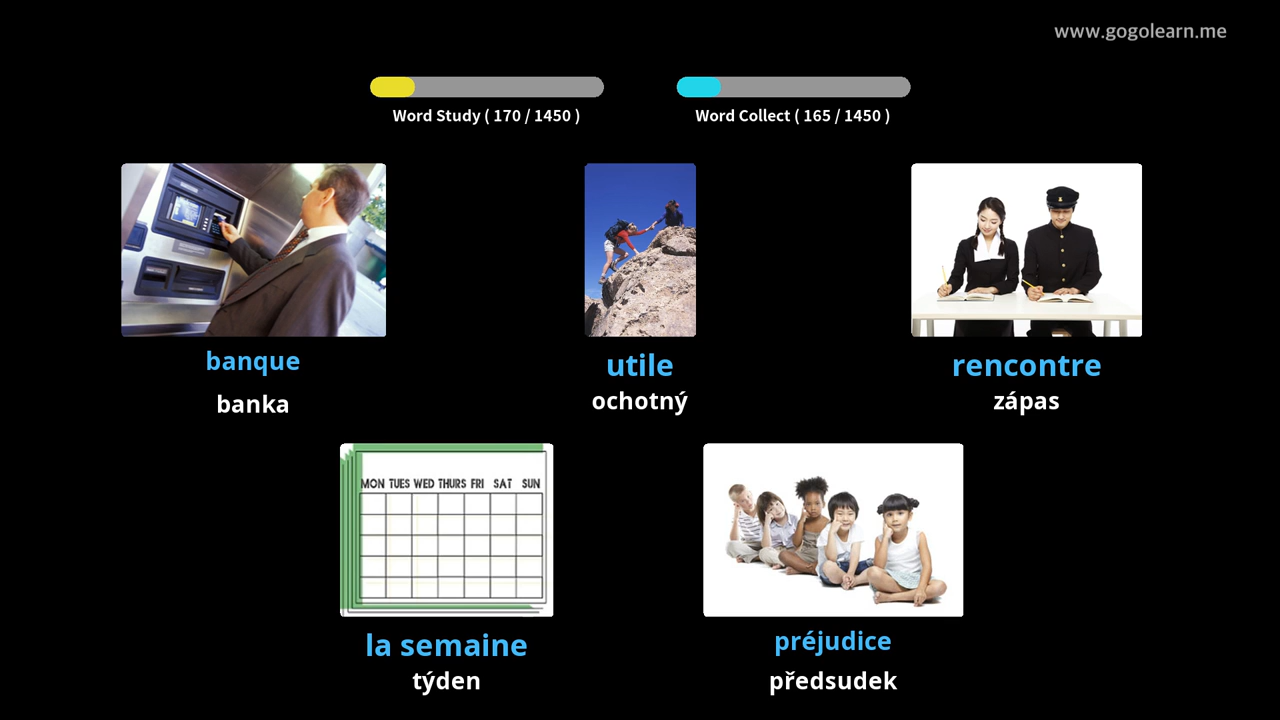 www.gogolearn.me
Word Study ( 170 / 1450 )
Word Collect ( 165 / 1450 )
banque
banka
utile
ochotný
rencontre
zápas
MON TUES WED THURS FRI SAT SUN
la semaine
týden
préjudice
předsudek